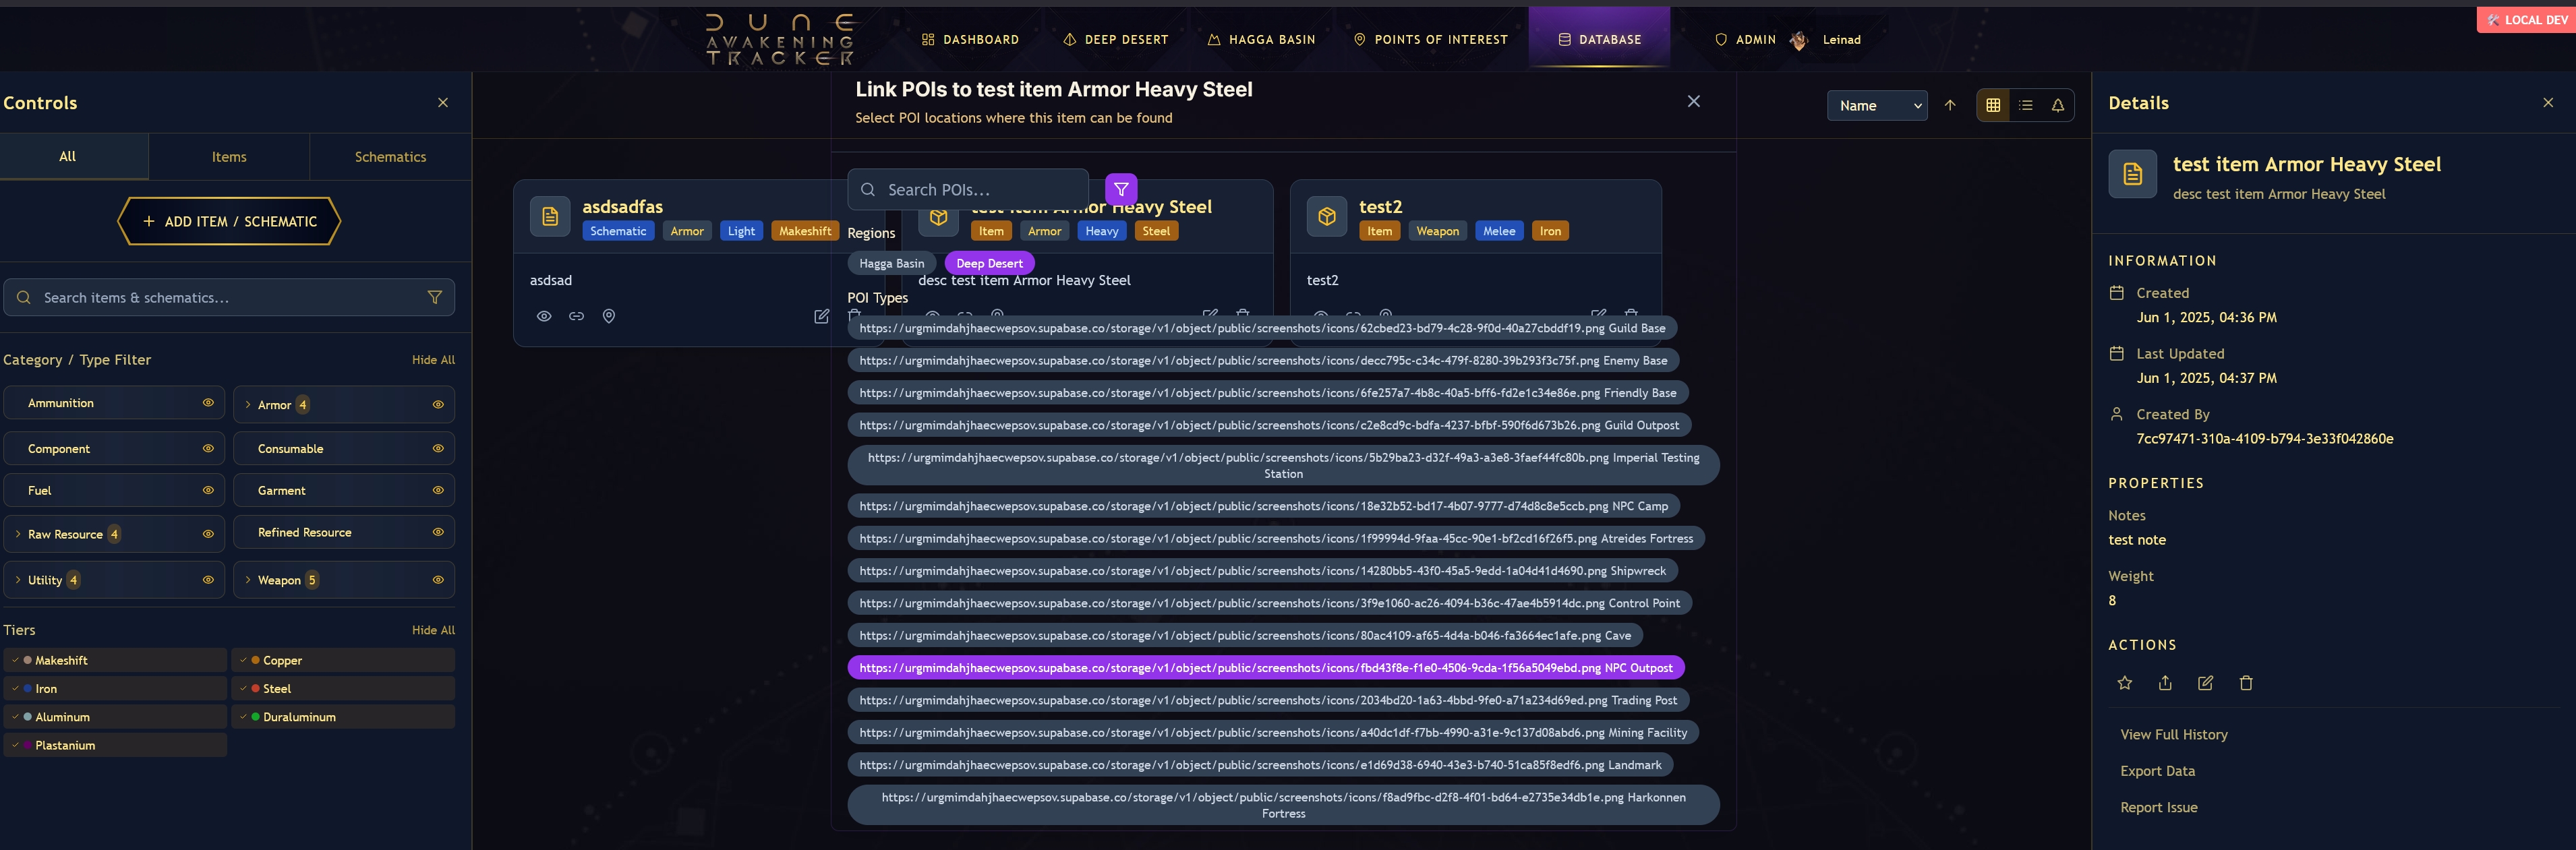 DUNE
AWAKENING
TRACKER
DASHBOARD
DEEP DESERT
HAGGA BASIN
POINTS OF INTEREST
DATABASE
ADMIN
Leinad
LOCAL DEV
Controls
All
Items
Schematics
+ ADD ITEM / SCHEMATIC
Search items & schematics...
Category / Type Filter
Hide All
Ammunition
Armor 4
Component
Consumable
Fuel
Garment
Raw Resource 4
Refined Resource
Utility 4
Weapon 5
Tiers
Hide All
Makeshift
Copper
Iron
Steel
Aluminum
Duraluminum
Plastanium
Link POIs to test item Armor Heavy Steel
Select POI locations where this item can be found
Name
asdsadfas
Schematic Armor Light Makeshift
asdsad
test item Armor Heavy Steel
Item Armor Heavy Steel
desc test item Armor Heavy Steel
test2
Item Weapon Melee Iron
test2
Search POIs...
Regions
Hagga Basin
Deep Desert
POI Types
https://urgmimdahjhaecwepsov.supabase.co/storage/v1/object/public/screenshots/icons/62cbed23-bd79-4c28-9f0d-40a27cbddf19.png Guild Base
https://urgmimdahjhaecwepsov.supabase.co/storage/v1/object/public/screenshots/icons/decc795c-c34c-479f-8280-39b293f3c75f.png Enemy Base
https://urgmimdahjhaecwepsov.supabase.co/storage/v1/object/public/screenshots/icons/6fe257a7-4b8c-40a5-bff6-fd2e1c34e86e.png Friendly Base
https://urgmimdahjhaecwepsov.supabase.co/storage/v1/object/public/screenshots/icons/c2e8cd9c-bdfa-4237-bfbf-590f6d673b26.png Guild Outpost
https://urgmimdahjhaecwepsov.supabase.co/storage/v1/object/public/screenshots/icons/5b29ba23-d32f-49a3-a3e8-3faef44fc80b.png Imperial Testing
Station
https://urgmimdahjhaecwepsov.supabase.co/storage/v1/object/public/screenshots/icons/18e32b52-bd17-4b07-9777-d74d8c8e5ccb.png NPC Camp
https://urgmimdahjhaecwepsov.supabase.co/storage/v1/object/public/screenshots/icons/1f99994d-9faa-45cc-90e1-bf2cd16f26f5.png Atreides Fortress
https://urgmimdahjhaecwepsov.supabase.co/storage/v1/object/public/screenshots/icons/14280bb5-43f0-45a5-9edd-1a04d41d4690.png Shipwreck
https://urgmimdahjhaecwepsov.supabase.co/storage/v1/object/public/screenshots/icons/3f9e1060-ac26-4094-b36c-47ae4b5914dc.png Control Point
https://urgmimdahjhaecwepsov.supabase.co/storage/v1/object/public/screenshots/icons/80ac4109-af65-4d4a-b046-fa3664ec1afe.png Cave
https://urgmimdahjhaecwepsov.supabase.co/storage/v1/object/public/screenshots/icons/fbd43f8e-f1e0-4506-9cda-1f56a5049ebd.png NPC Outpost
https://urgmimdahjhaecwepsov.supabase.co/storage/v1/object/public/screenshots/icons/2034bd20-1a63-4bbd-9fe0-a71a234d69ed.png Trading Post
https://urgmimdahjhaecwepsov.supabase.co/storage/v1/object/public/screenshots/icons/a40dc1df-f7bb-4990-a31e-9c137d08abd6.png Mining Facility
https://urgmimdahjhaecwepsov.supabase.co/storage/v1/object/public/screenshots/icons/e1d69d38-6940-43e3-b740-51ca85f8edf6.png Landmark
https://urgmimdahjhaecwepsov.supabase.co/storage/v1/object/public/screenshots/icons/f8ad9fbc-d2f8-4f01-bd64-e2735e34db1e.png Harkonnen
Fortress
Details
test item Armor Heavy Steel
desc test item Armor Heavy Steel
INFORMATION
Created
Jun 1, 2025, 04:36 PM
Last Updated
Jun 1, 2025, 04:37 PM
Created By
7cc97471-310a-4109-b794-3e33f042860e
PROPERTIES
Notes
test note
Weight
8
ACTIONS
View Full History
Export Data
Report Issue